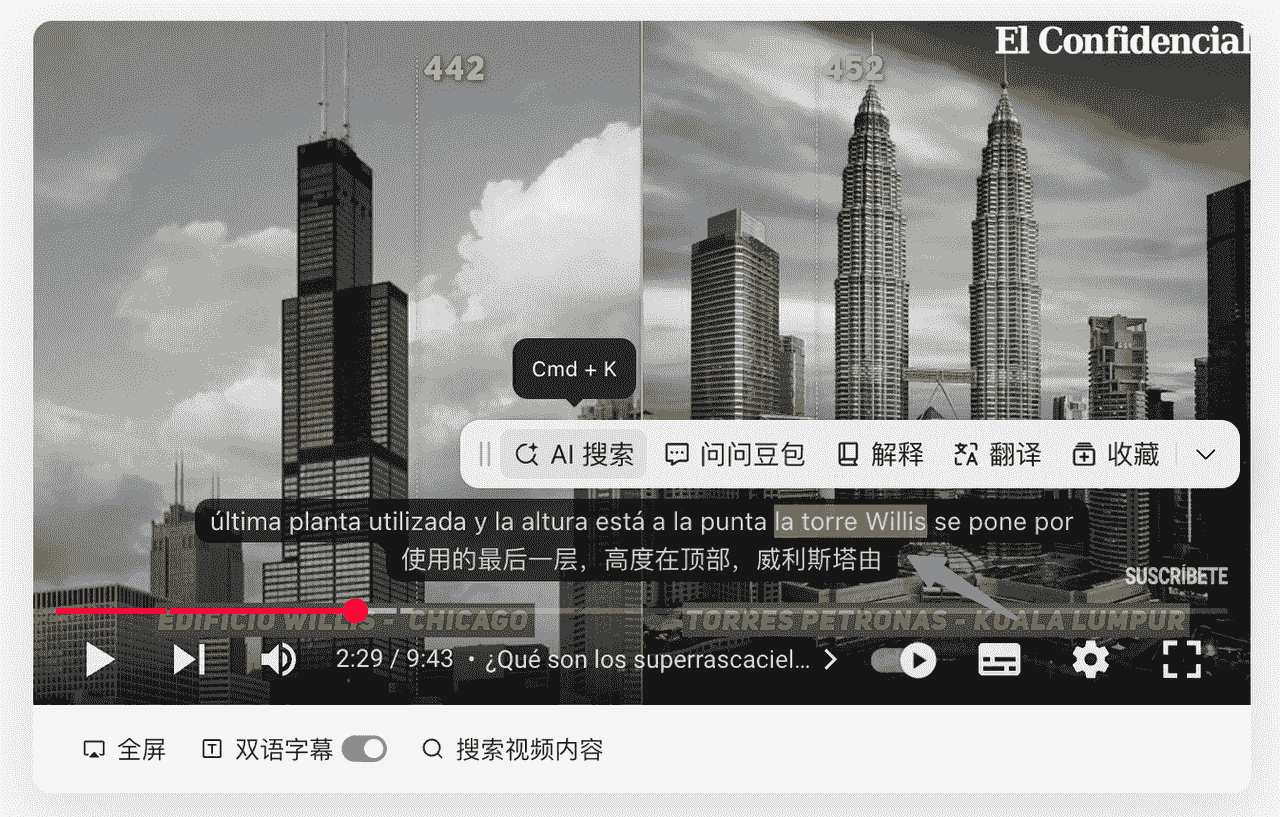 El Confidencial
442
452
Cmd + K
AI 搜索 问问豆包 解释 翻译 收藏
última planta utilizada y la altura está a la punta la torre Willis se pone por
使用的最后一层，高度在顶部，威利斯塔由
SUSCRÍBETE
EDIFICIO WILLIS - CHICAGO
TORRES PETRONAS - KUALA LUMPUR
2:29 / 9:43 • ¿Qué son los superrascaciel...
全屏 双语字幕 搜索视频内容